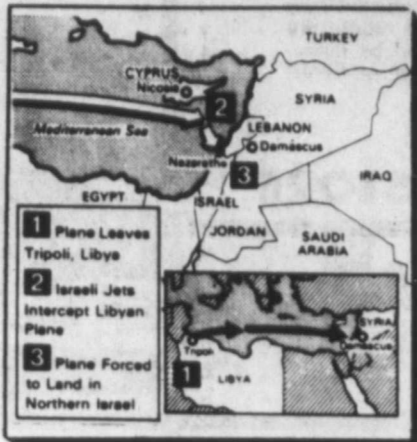 TURKEY
CYPRUS
Nicosia
2
SYRIA
Mediterranean Sea
LEBANON
Damascus
Nazareth
3
IRAQ
EGYPT
ISRAEL
JORDAN
SAUDI
ARABIA
1 Plane Leaves
Tripoli, Libya
2 Israeli Jets
Intercept Libyan
Plane
3 Plane Forced
to Land in
Northern Israel
SYRIA
Tripoli
Damascus
1
LIBYA